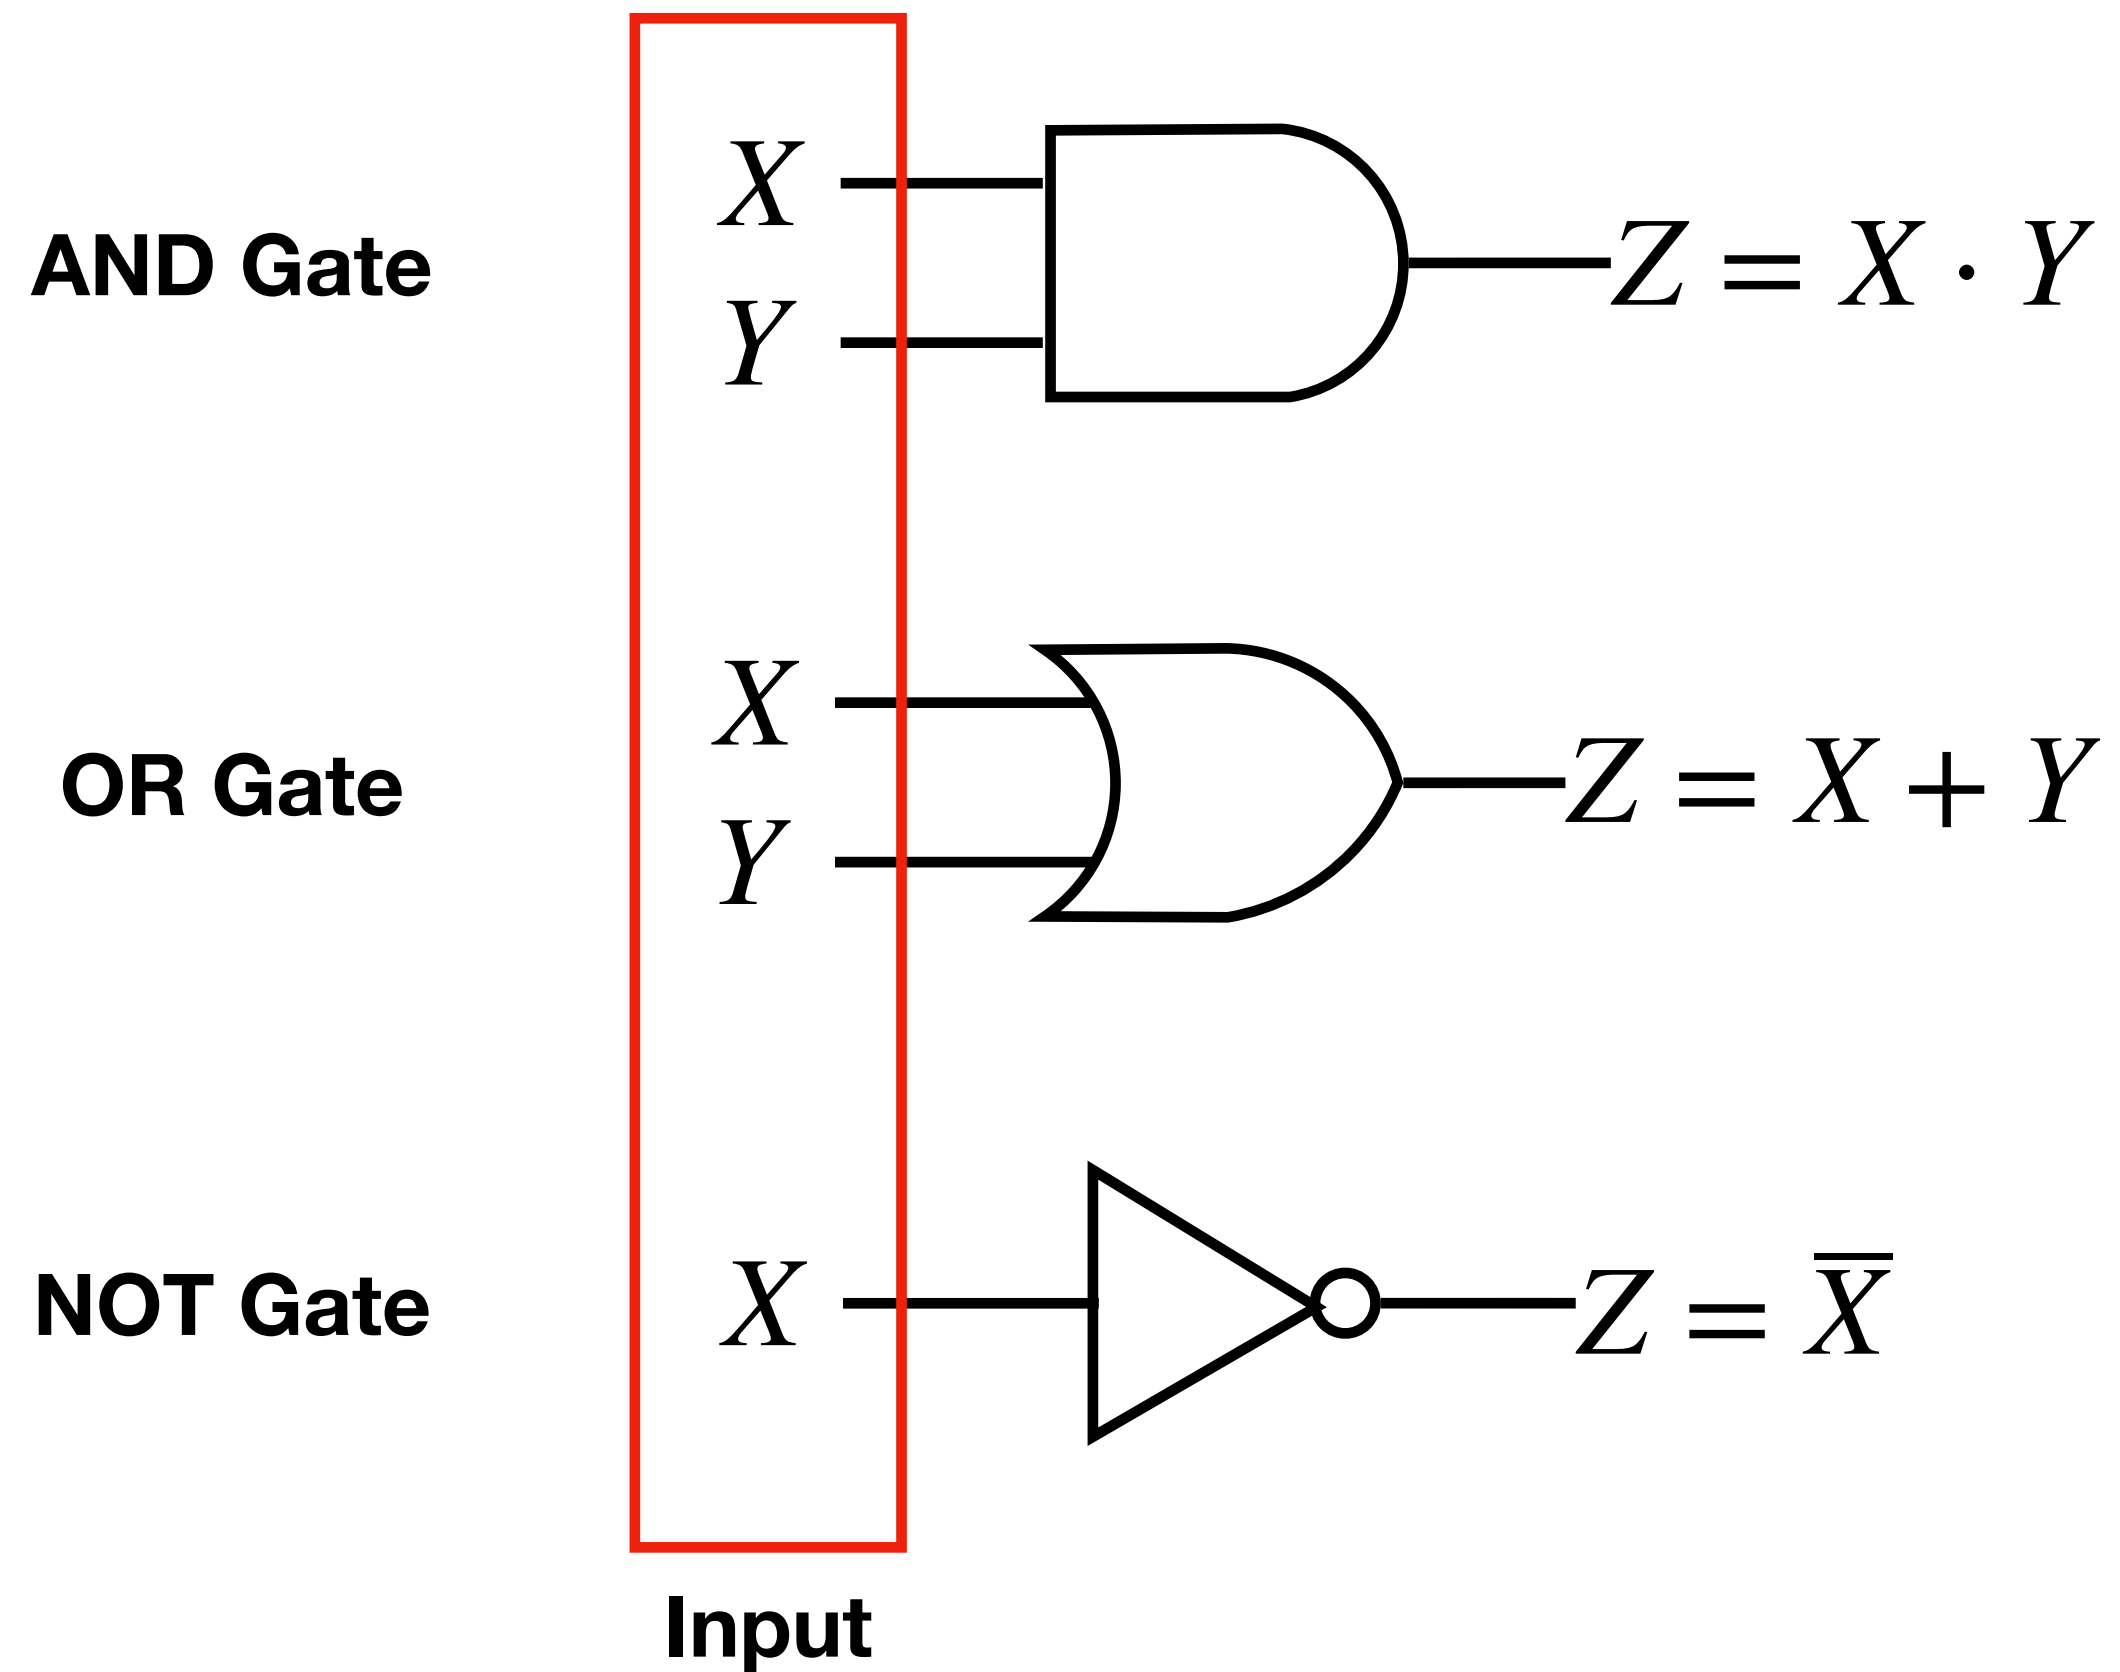 X
AND Gate
Y
Z = X · Y
X
OR Gate
Y
Z = X + Y
NOT Gate
X
Z = X̅
Input